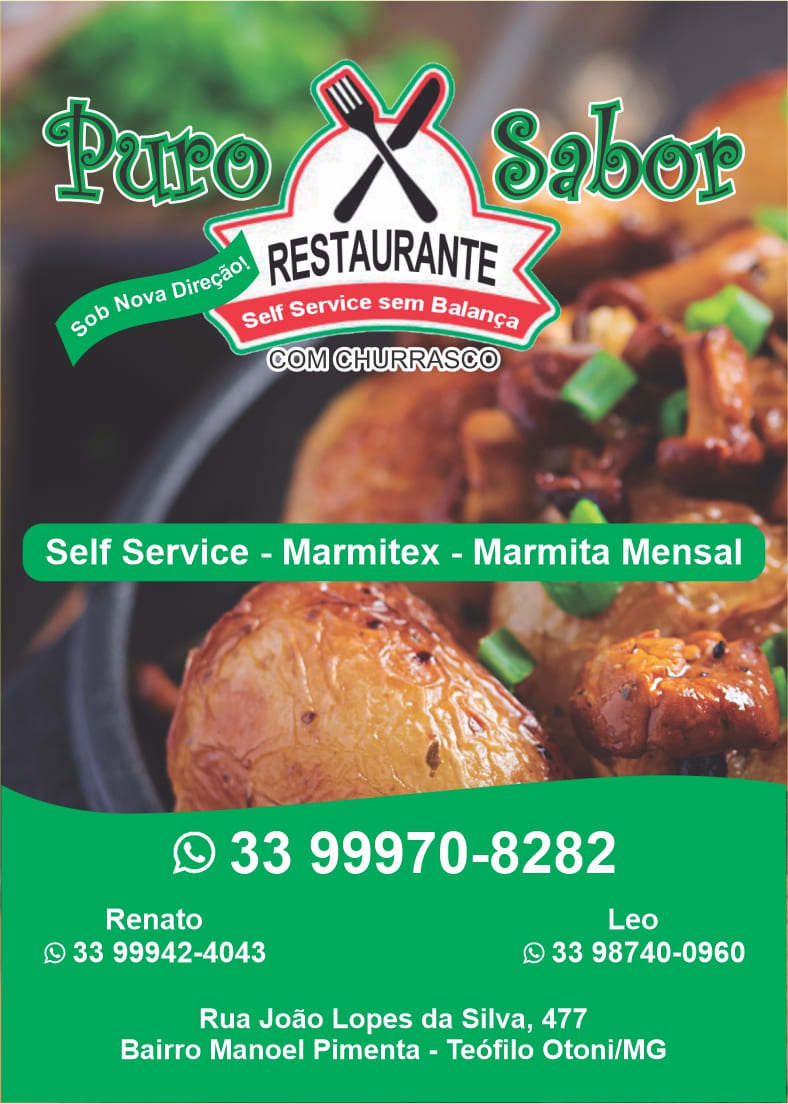 Puro Sabor
RESTAURANTE
Sob Nova Direção!
Self Service sem Balança
COM CHURRASCO
Self Service - Marmitex - Marmita Mensal
33 99970-8282
Renato
33 99942-4043
Leo
33 98740-0960
Rua João Lopes da Silva, 477
Bairro Manoel Pimenta - Teófilo Otoni/MG